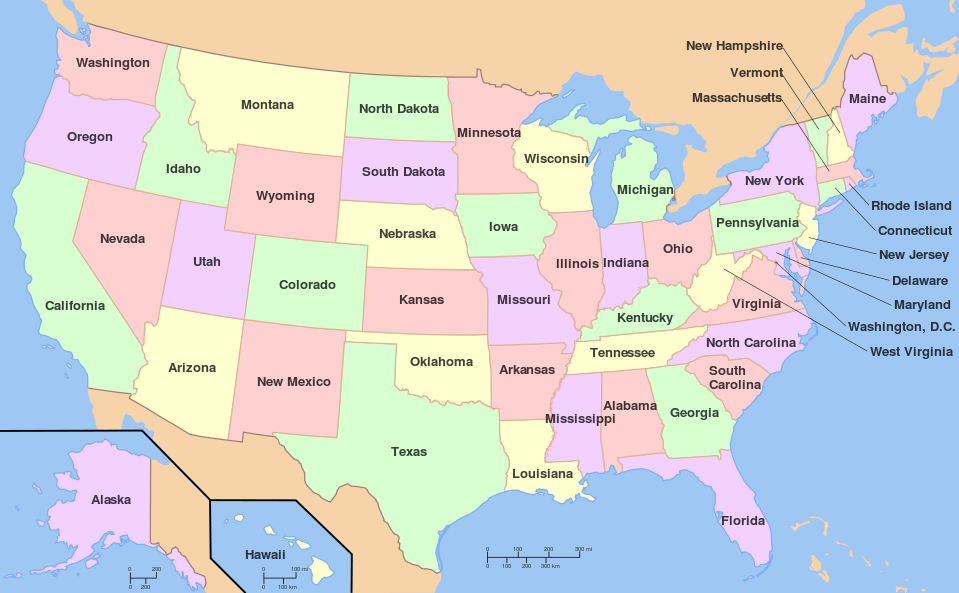 New Hampshire
Vermont
Massachusetts
Maine
Washington
Montana
North Dakota
Minnesota
Oregon
Idaho
Wisconsin
South Dakota
Michigan
New York
Wyoming
Rhode Island
Pennsylvania
Connecticut
Nebraska
Iowa
Nevada
Ohio
New Jersey
Utah
Illinois
Indiana
Colorado
Delaware
Kansas
Missouri
California
Virginia
Maryland
Kentucky
Washington, D.C.
North Carolina
West Virginia
Tennessee
Oklahoma
Arizona
Arkansas
New Mexico
South
Carolina
Alabama
Georgia
Mississippi
Texas
Louisiana
Alaska
Florida
Hawaii
0 100 200 300 mi
0 100 200 300 km
0 200
0 200
0 100 mi
0 100 km